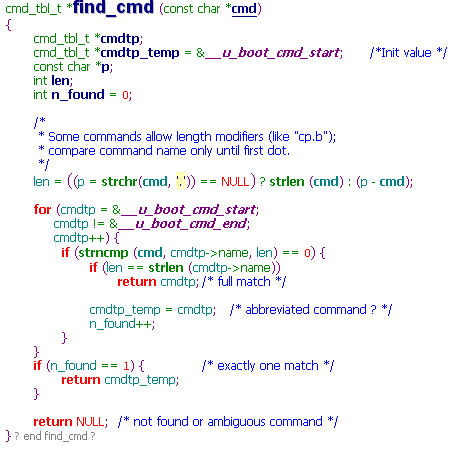 cmd_tbl_t *find_cmd (const char *cmd)
{
cmd_tbl_t *cmdtp;
cmd_tbl_t *cmdtp_temp = &__u_boot_cmd_start; /*Init value */
const char *p;
int len;
int n_found = 0;
/*
* Some commands allow length modifiers (like "cp.b");
* compare command name only until first dot.
*/
len = ((p = strchr(cmd, '.')) == NULL) ? strlen (cmd) : (p - cmd);
for (cmdtp = &__u_boot_cmd_start;
cmdtp != &__u_boot_cmd_end;
cmdtp++) {
if (strncmp (cmd, cmdtp->name, len) == 0) {
if (len == strlen (cmdtp->name))
return cmdtp; /* full match */
cmdtp_temp = cmdtp; /* abbreviated command ? */
n_found++;
}
}
if (n_found == 1) { /* exactly one match */
return cmdtp_temp;
}
return NULL; /* not found or ambiguous command */
} ? end find_cmd ?